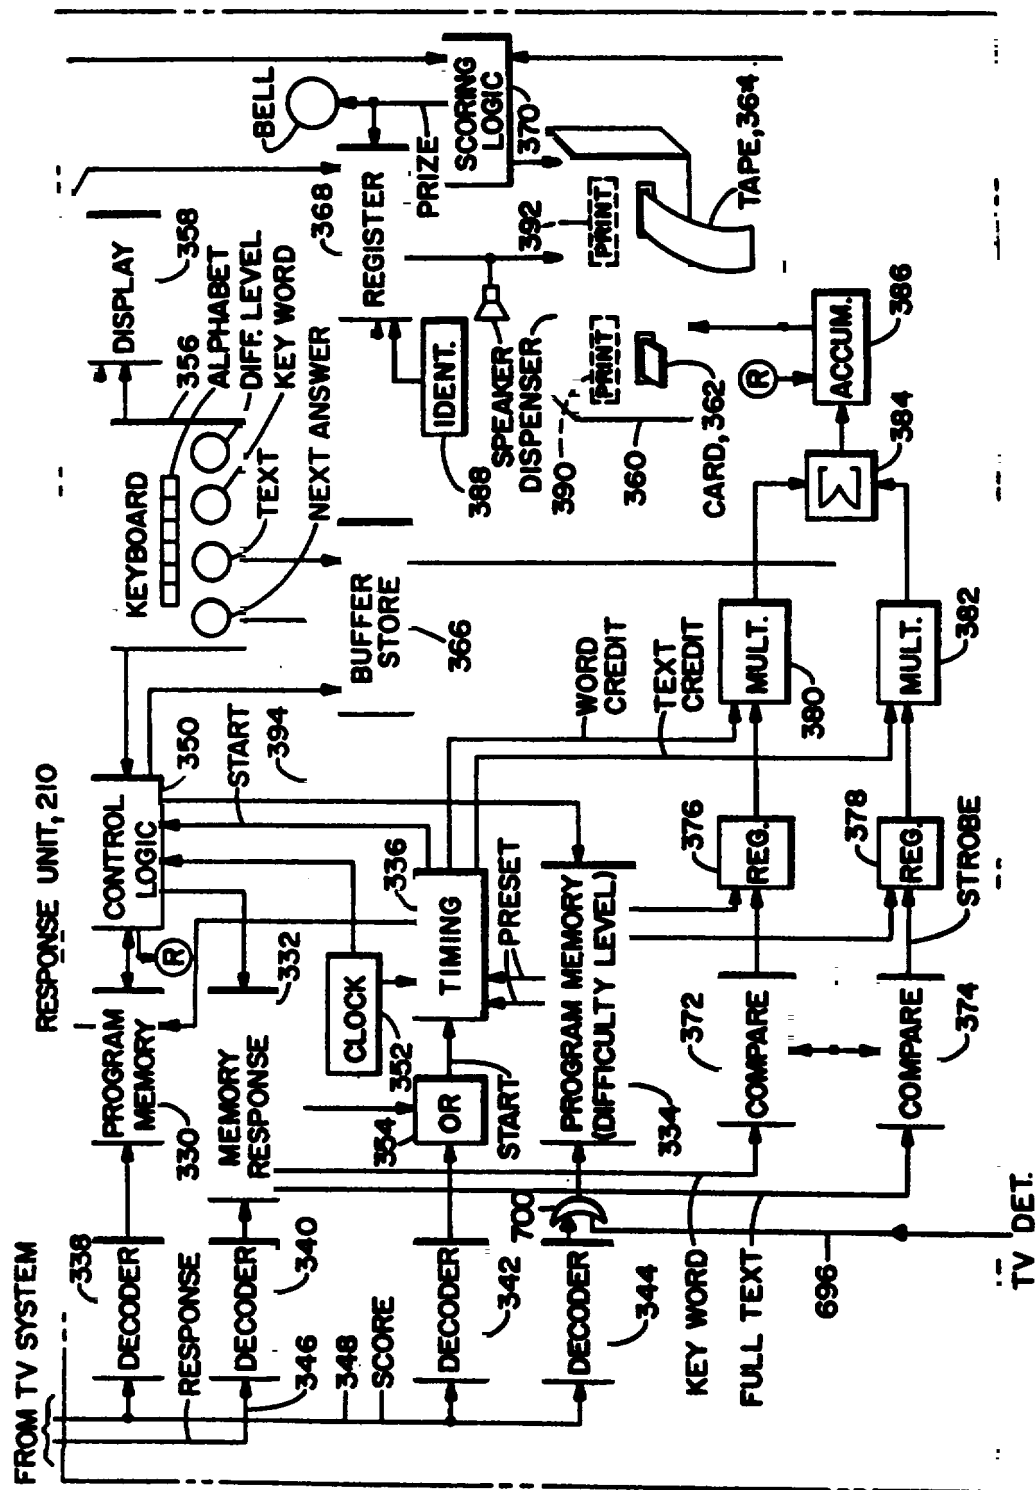 FROM TV SYSTEM
RESPONSE UNIT, 210
338
DECODER
RESPONSE
DECODER
340
346
348
SCORE
DECODER
342
DECODER
344
700
696
TV DET.
KEY WORD
FULL TEXT
PROGRAM
MEMORY
330
MEMORY
RESPONSE
332
R
CONTROL
LOGIC
350
START
394
CLOCK
352
354
OR
START
TIMING
336
PRESET
PROGRAM MEMORY
(DIFFICULTY LEVEL)
334
COMPARE
372
COMPARE
374
REG.
376
REG.
378
STROBE
WORD
CREDIT
TEXT
CREDIT
MULT.
380
MULT.
382
Σ
384
R
ACCUM.
386
KEYBOARD
TEXT
NEXT ANSWER
356
ALPHABET
DIFF. LEVEL
KEY WORD
DISPLAY
358
BUFFER
STORE
366
IDENT.
388
REGISTER
368
SPEAKER
DISPENSER
390
PRINT
360
CARD, 362
392
PRINT
TAPE, 364
BELL
PRIZE
SCORING
LOGIC
370